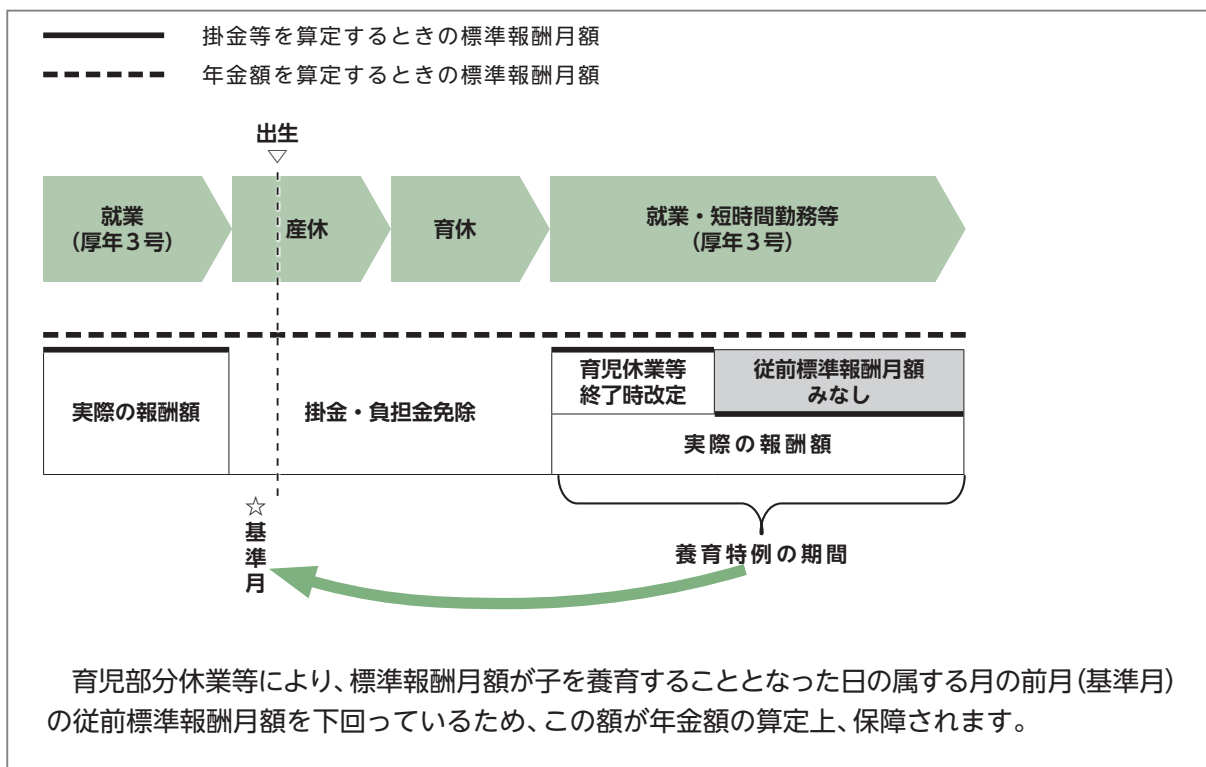 掛金等を算定するときの標準報酬月額
年金額を算定するときの標準報酬月額
出生
▽
就業
(厚年3号)
産休
育休
就業・短時間勤務等
(厚年3号)
実際の報酬額
掛金・負担金免除
育児休業等
終了時改定
従前標準報酬月額
みなし
実際の報酬額
☆基準月
養育特例の期間
育児部分休業等により、標準報酬月額が子を養育することとなった日の属する月の前月(基準月)
の従前標準報酬月額を下回っているため、この額が年金額の算定上、保障されます。